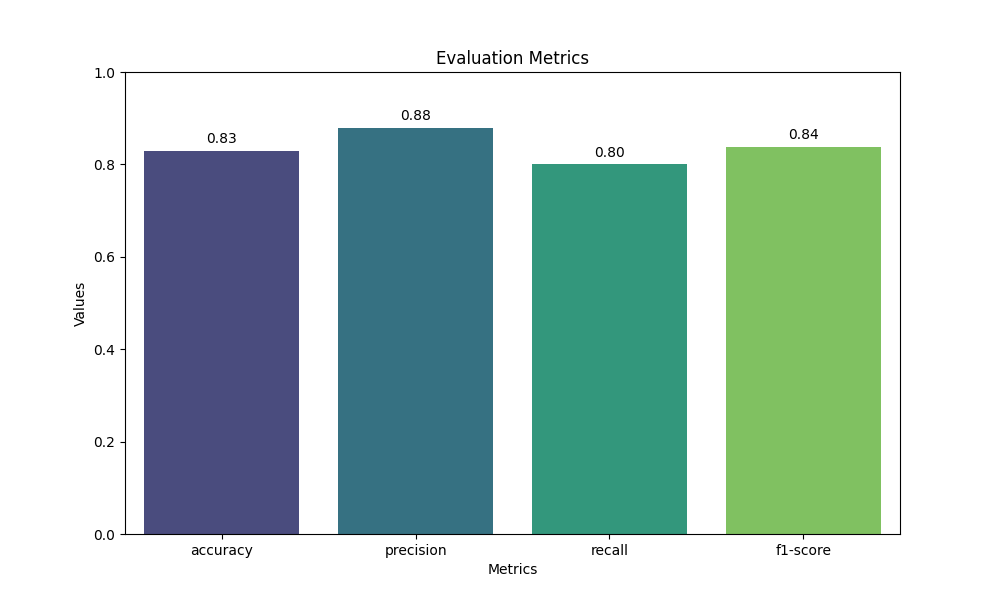 Evaluation Metrics
1.0
0.8
0.6
0.4
0.2
0.0
Values
0.83
0.88
0.80
0.84
accuracy
precision
recall
f1-score
Metrics